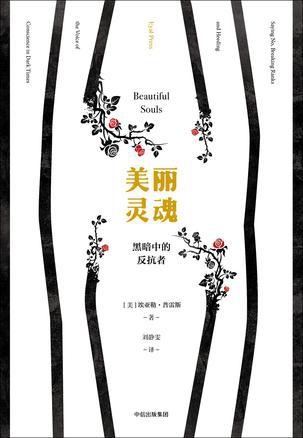 Saying No, Breaking Ranks
and Heeding
Eyal Press
the Voice of
Conscience in Dark Times
Beautiful
Souls
美丽
灵魂
黑暗中的
反抗者
[美]埃亚勒·普雷斯
~著~
刘静雯
~译~
中信出版集团